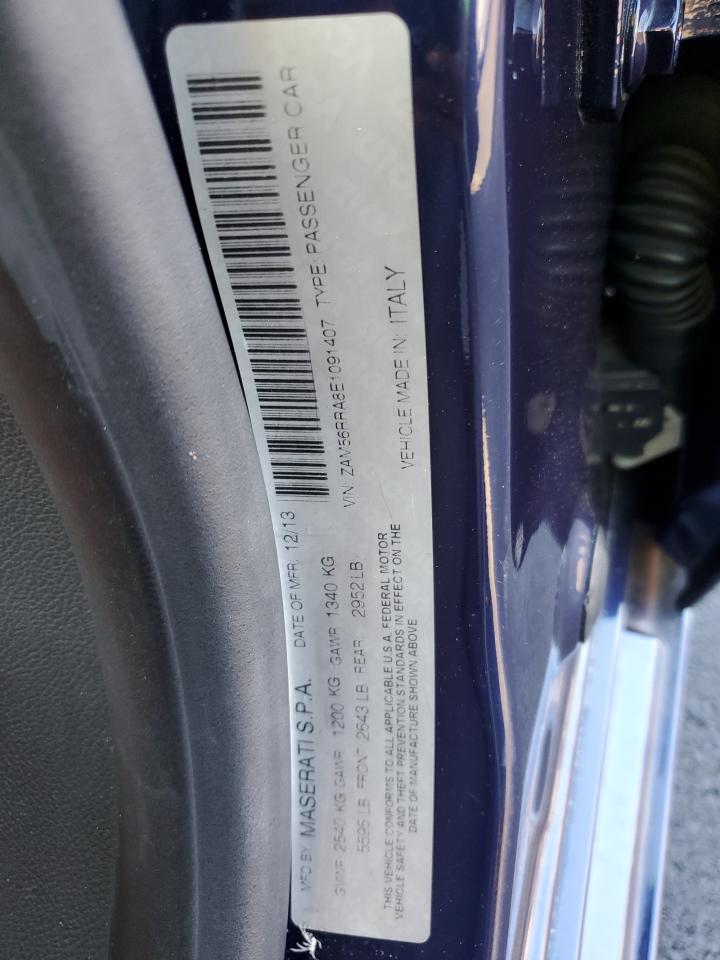 MFD BY MASERATI S.P.A. DATE OF MFR: 12/13
GVWR 2540 KG GAWR 1200 KG GAWR 1340 KG
5595 LB FRONT 2643 LB REAR 2952 LB
VIN: ZAM56RRA8E1091407 TYPE: PASSENGER CAR
THIS VEHICLE CONFORMS TO ALL APPLICABLE U.S.A. FEDERAL MOTOR
VEHICLE SAFETY AND THEFT PREVENTION STANDARDS IN EFFECT ON THE
DATE OF MANUFACTURE SHOWN ABOVE
VEHICLE MADE IN: ITALY